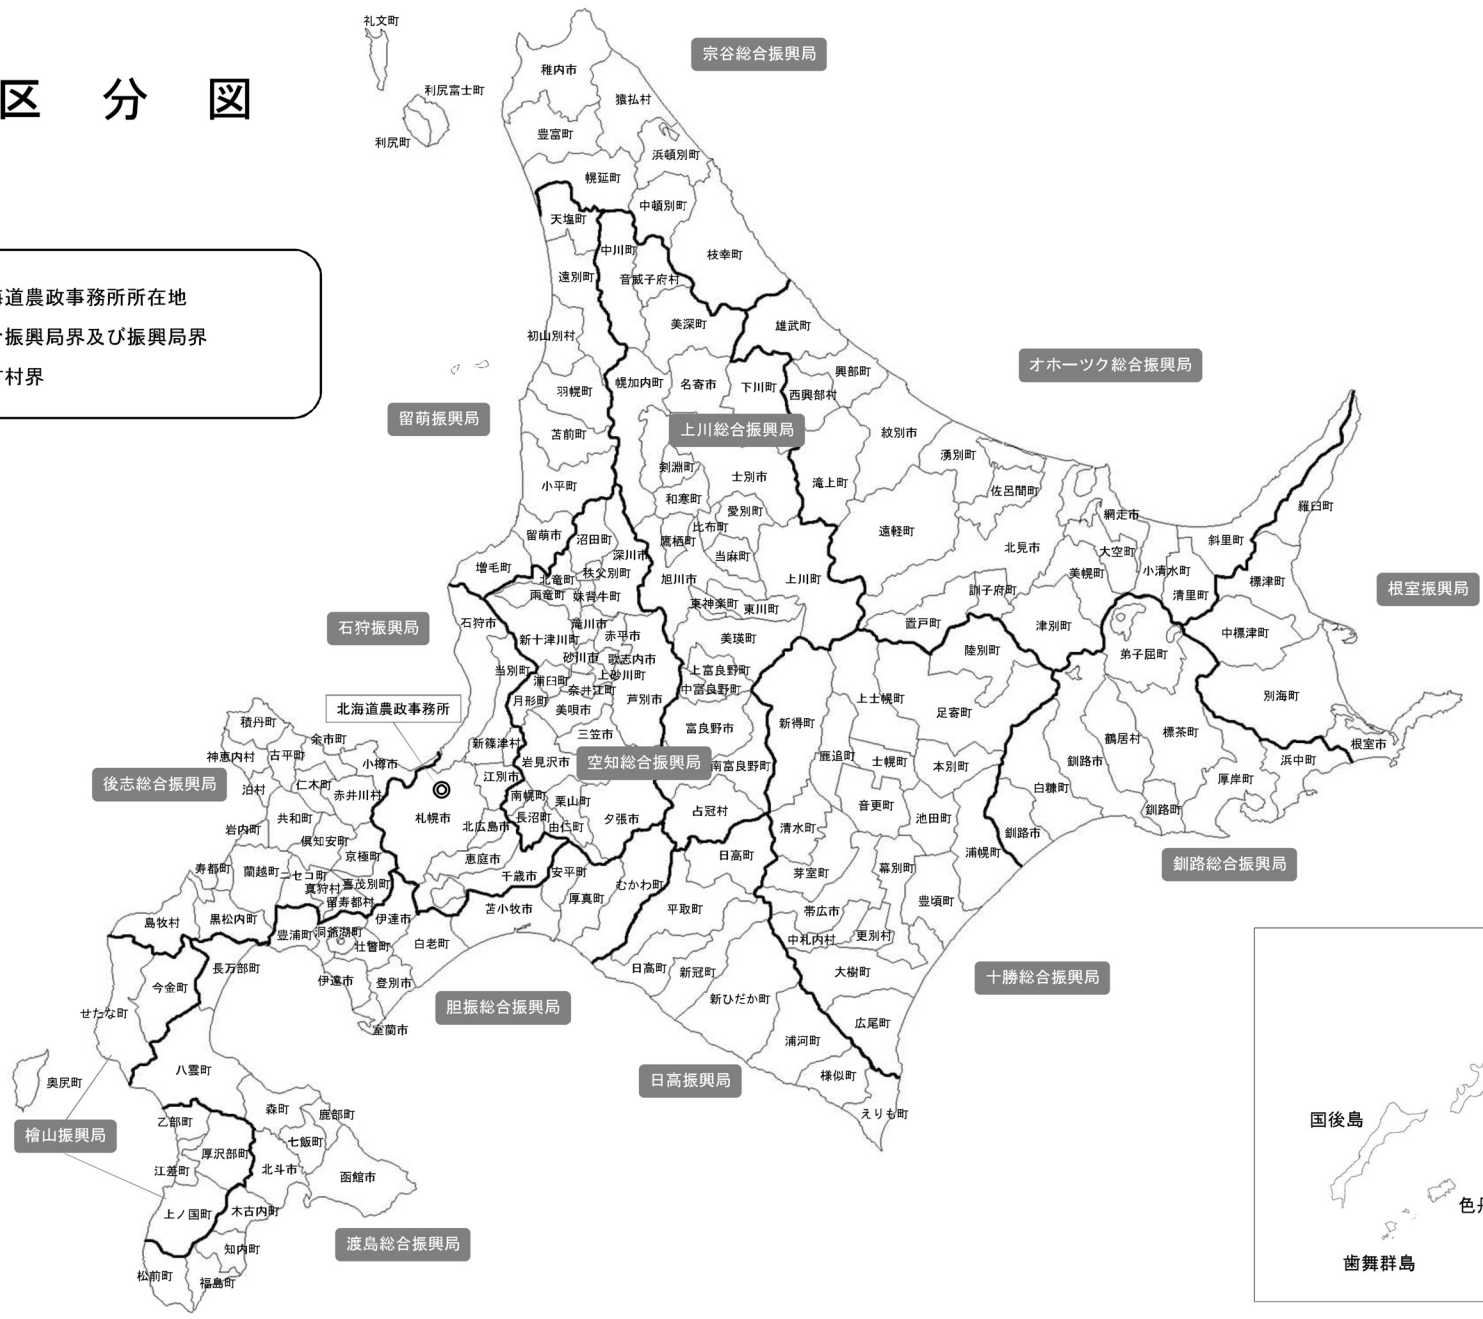 区分図
道農政事務所所在地
振興局界及び振興局界
村界
礼文町
利尻富士町
利尻町
宗谷総合振興局
稚内市
猿払村
豊富町
浜頓別町
幌延町
中頓別町
天塩町
中川町
枝幸町
遠別町
音威子府村
美深町
雄武町
初山別村
オホーツク総合振興局
興部町
幌加内町
名寄市
下川町
西興部村
羽幌町
留萌振興局
上川総合振興局
苫前町
紋別市
湧別町
剣淵町
士別市
滝上町
小平町
佐呂間町
和寒町
羅臼町
愛別町
網走市
比布町
遠軽町
留萌市
沼田町
鷹栖町
斜里町
北見市
大空町
深川市
当麻町
増毛町
秩父別町
北竜町
旭川市
上川町
美幌町
小清水町
標津町
根室振興局
雨竜町
妹背牛町
訓子府町
清里町
東神楽町
東川町
石狩市
石狩振興局
滝川市
置戸町
津別町
中標津町
新十津川町
赤平市
美瑛町
陸別町
弟子屈町
砂川市
歌志内市
当別町
上富良野町
上砂川町
浦臼町
奈井江町
中富良野町
別海町
月形町
芦別市
上士幌町
北海道農政事務所
美唄市
足寄町
積丹町
富良野市
新得町
三笠市
標茶町
余市町
新篠津村
鶴居村
根室市
神恵内村
古平町
鹿追町
小樽市
岩見沢市
空知総合振興局
南富良野町
士幌町
本別町
釧路市
浜中町
後志総合振興局
江別市
厚岸町
泊村
仁木町
赤井川村
白糠町
南幌町
栗山町
音更町
共和町
札幌市
長沼町
夕張市
占冠村
池田町
釧路町
岩内町
北広島市
由仁町
清水町
釧路市
倶知安町
京極町
恵庭市
日高町
浦幌町
釧路総合振興局
寿都町
蘭越町
ニセコ町
千歳市
安平町
芽室町
幕別町
真狩村
喜茂別町
むかわ町
留寿都村
厚真町
豊頃町
苫小牧市
平取町
帯広市
島牧村
黒松内町
伊達市
豊浦町
洞爺湖町
壮瞥町
白老町
中札内村
更別村
長万部町
日高町
新冠町
大樹町
十勝総合振興局
伊達市
登別市
今金町
新ひだか町
胆振総合振興局
せたな町
広尾町
室蘭市
浦河町
八雲町
様似町
奥尻町
日高振興局
森町
鹿部町
えりも町
乙部町
国後島
檜山振興局
七飯町
厚沢部町
江差町
北斗市
函館市
色丹
上ノ国町
木古内町
渡島総合振興局
知内町
歯舞群島
松前町
福島町